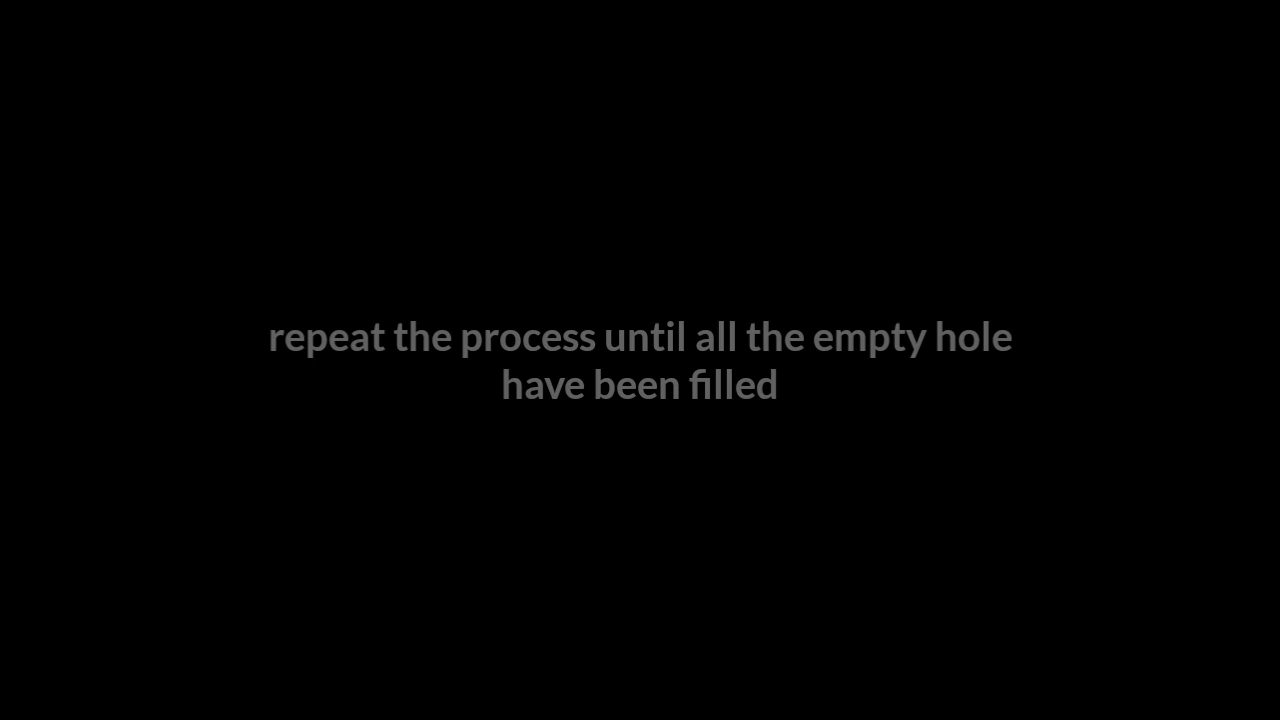 repeat the process until all the empty hole
have been filled